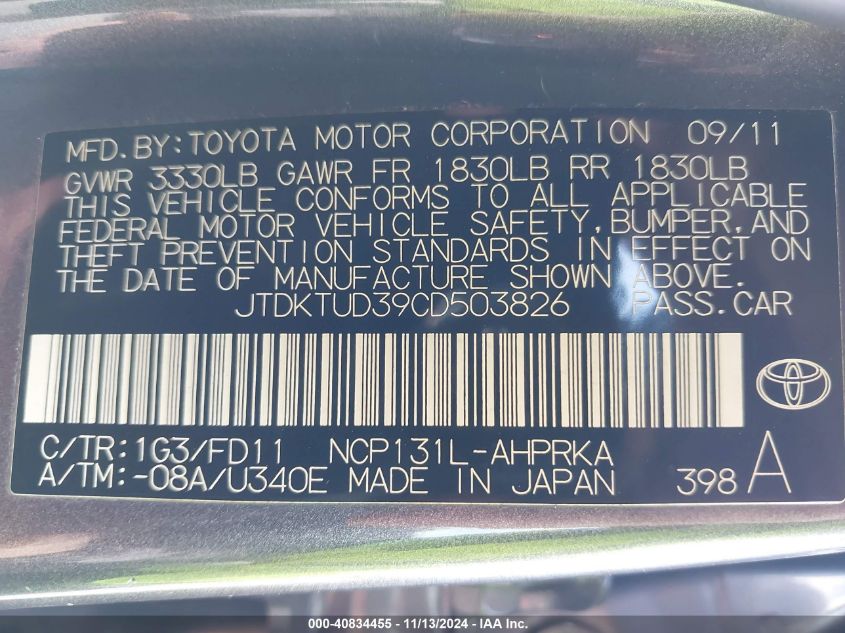 MFD.BY:TOYOTA MOTOR CORPORATION 09/11
GVWR 3330LB GAWR FR 1830LB RR 1830LB
THIS VEHICLE CONFORMS TO ALL APPLICABLE
FEDERAL MOTOR VEHICLE SAFETY,BUMPER,AND
THEFT PREVENTION STANDARDS IN EFFECT ON
THE DATE OF MANUFACTURE SHOWN ABOVE.
JTDKTUD39CD503826 PASS.CAR
C/TR:1G3/FD11 NCP131L-AHPRKA
A/TM:-08A/U340E MADE IN JAPAN 398 A
000-40834455 - 11/13/2024 - IAAI.COM